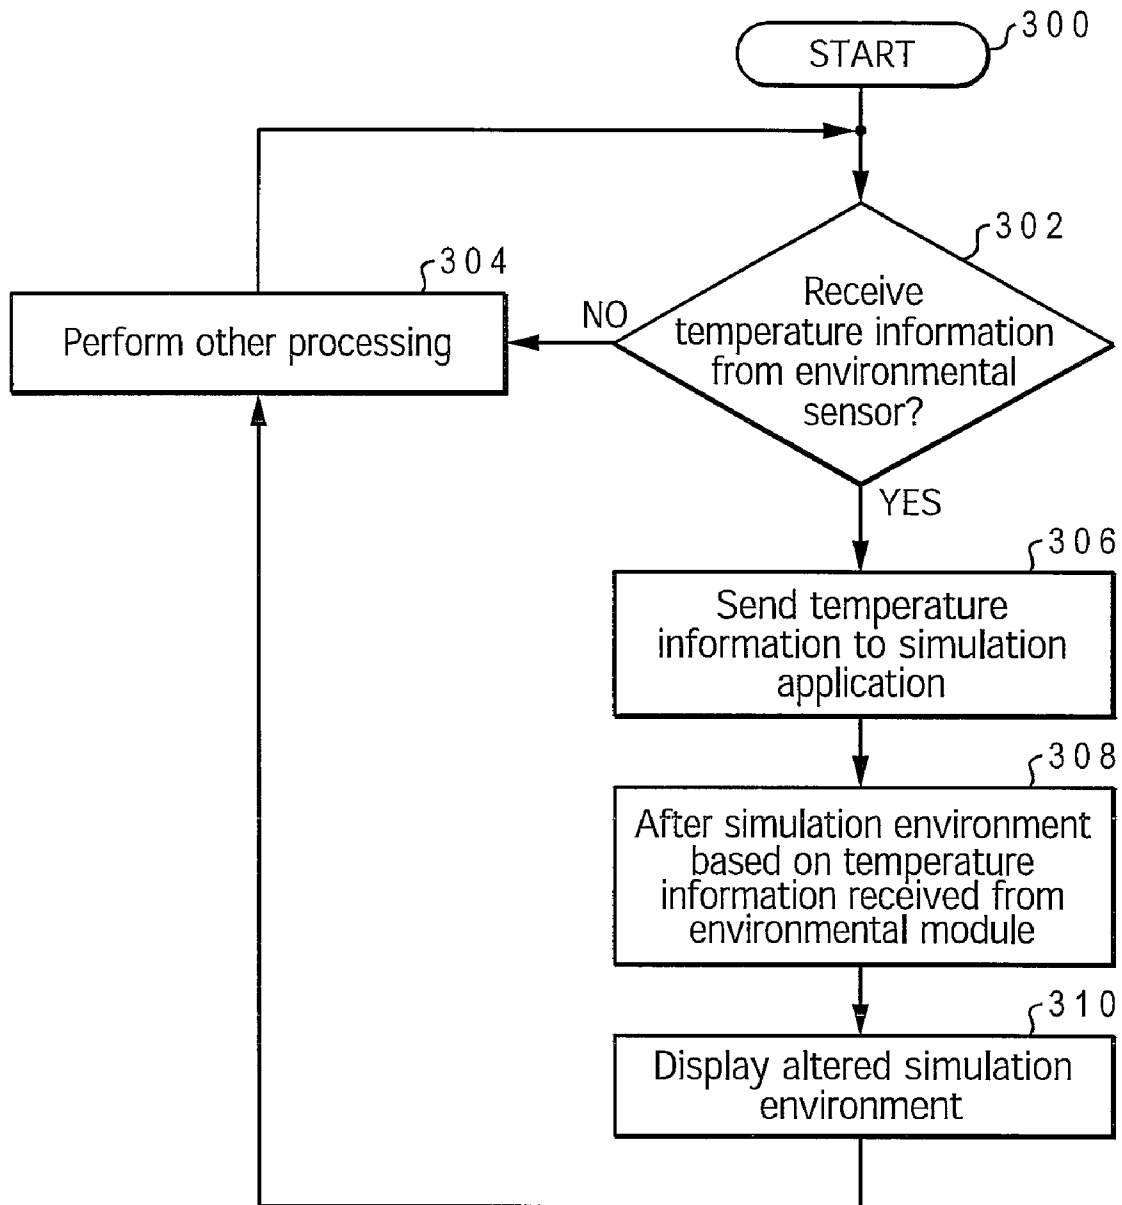 300
START
302
Receive
temperature information
from environmental
sensor?
NO
304
Perform other processing
YES
306
Send temperature
information to simulation
application
308
After simulation environment
based on temperature
information received from
environmental module
310
Display altered simulation
environment